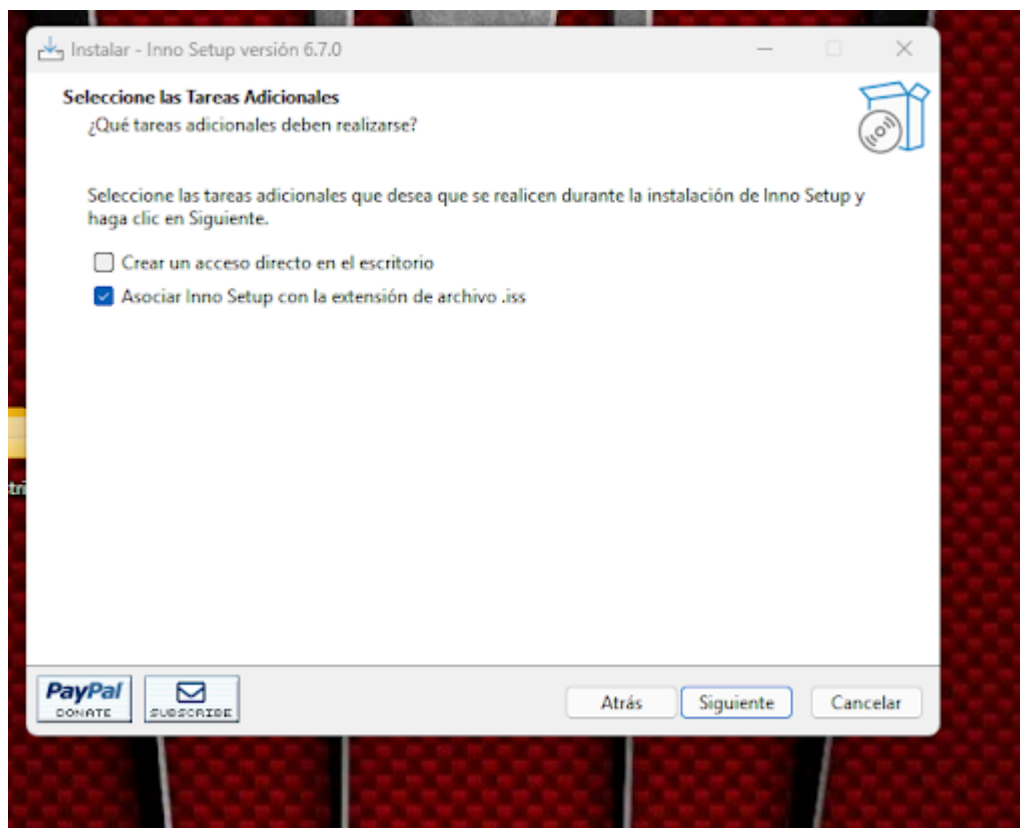 Instalar - Inno Setup versión 6.7.0
Seleccione las Tareas Adicionales
¿Qué tareas adicionales deben realizarse?
Seleccione las tareas adicionales que desea que se realicen durante la instalación de Inno Setup y
haga clic en Siguiente.
Crear un acceso directo en el escritorio
Asociar Inno Setup con la extensión de archivo .iss
tri
PayPal
DONATE
SUBSCRIBE
Atrás
Siguiente
Cancelar